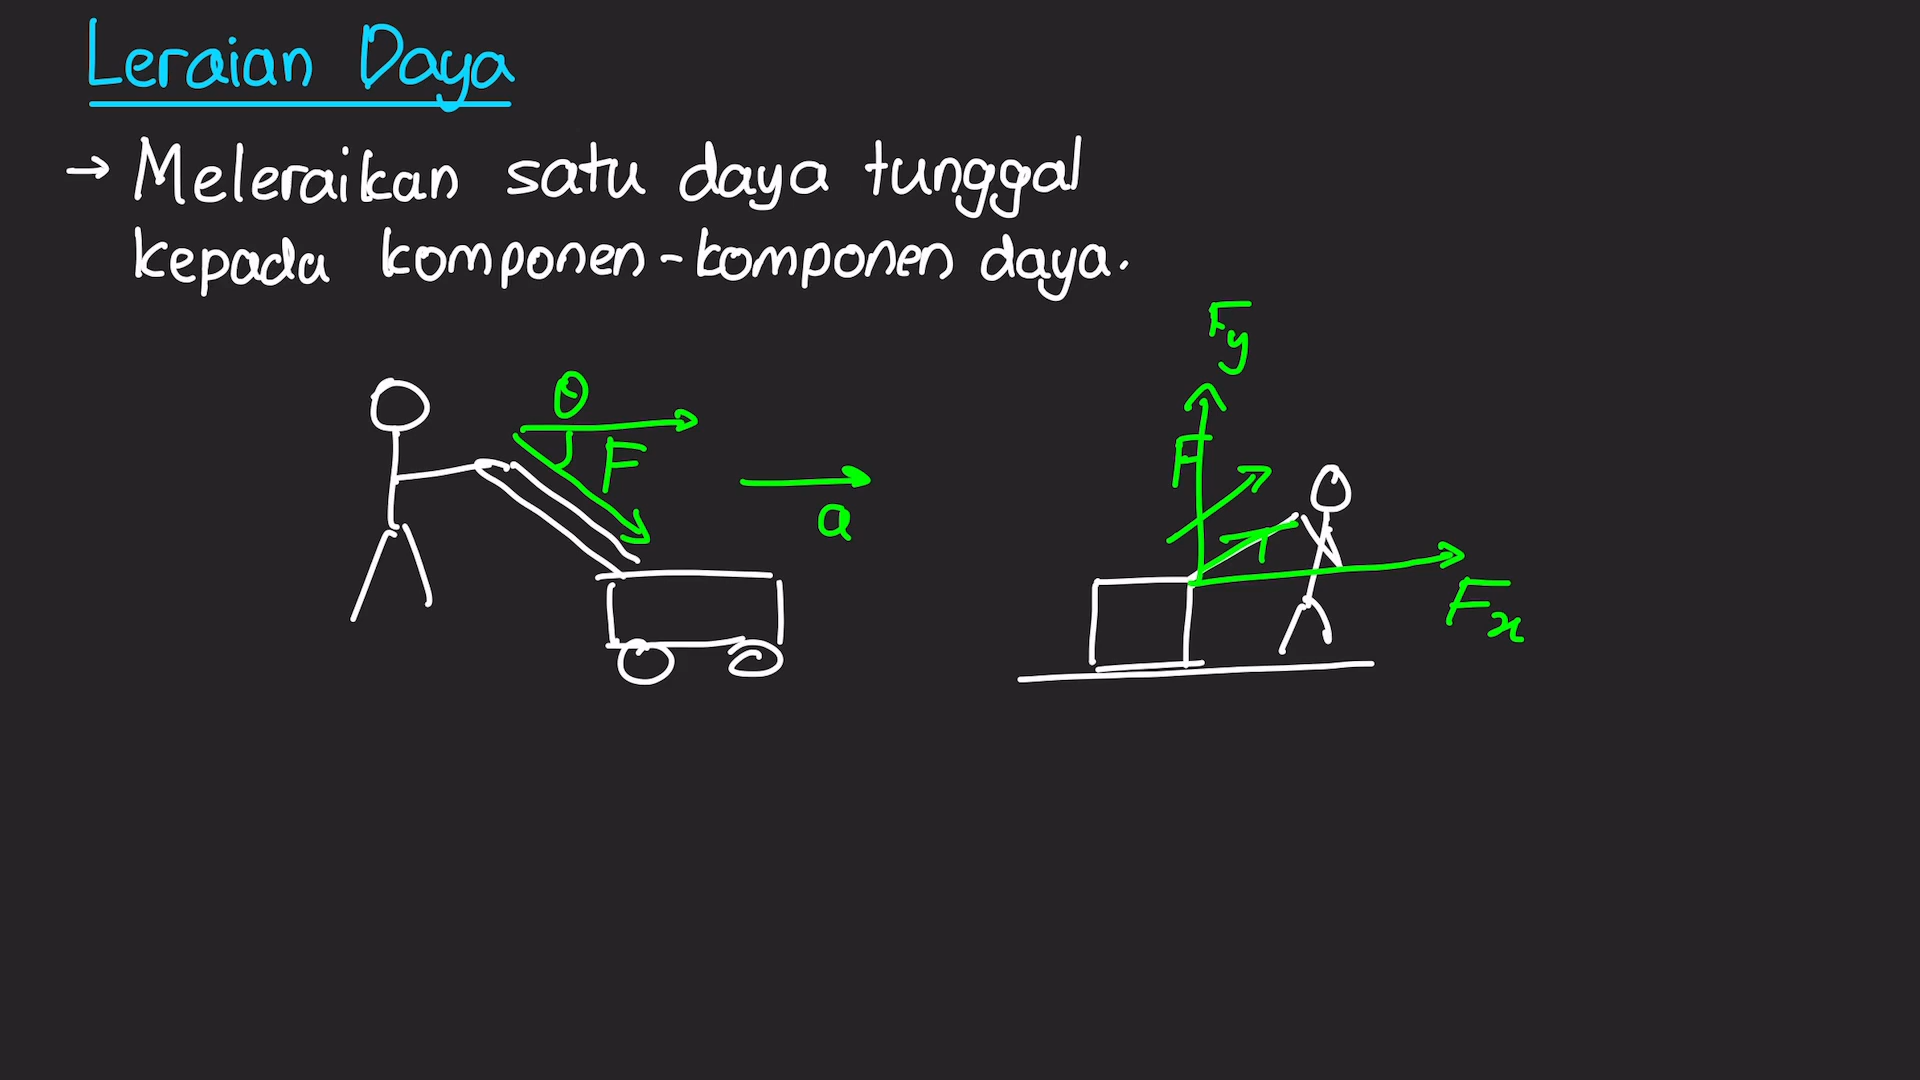 Leraian Daya
→ Meleraikan satu daya tunggal
kepada komponen-komponen daya.
θ
F
a
Fy
F
Fx